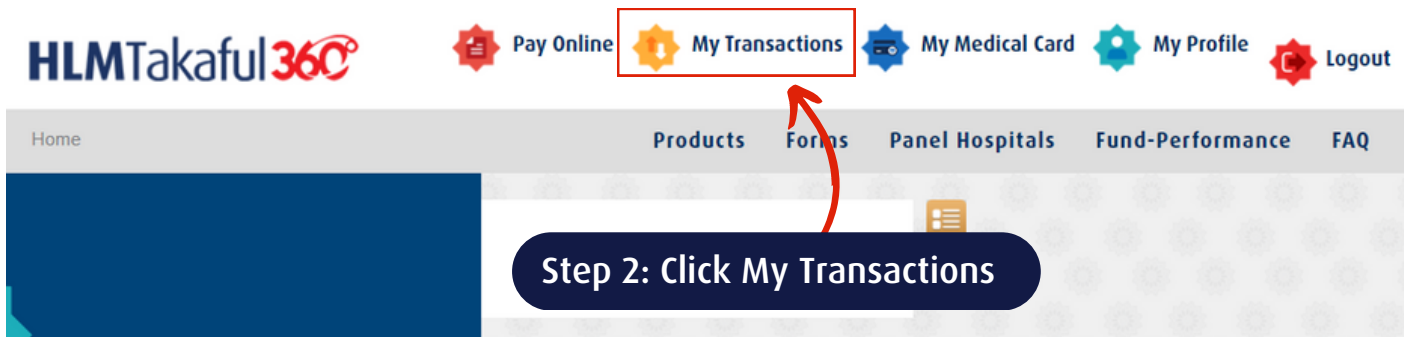 HLMTakaful360°
Pay Online
My Transactions
My Medical Card
My Profile
Logout
Home
Products
Forms
Panel Hospitals
Fund-Performance
FAQ
Step 2: Click My Transactions